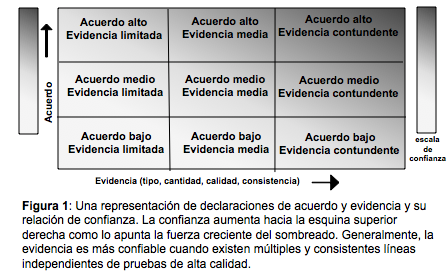 Acuerdo alto Acuerdo alto Acuerdo alto
Evidencia limitada Evidencia media Evidencia contundente
Acuerdo medio Acuerdo medio Acuerdo medio
Evidencia limitada Evidencia media Evidencia contundente
Acuerdo bajo Acuerdo bajo Acuerdo bajo
Evidencia limitada Evidencia media Evidencia contundente
Acuerdo
escala
de
confianza
Evidencia (tipo, cantidad, calidad, consistencia)
Figura 1: Una representación de declaraciones de acuerdo y evidencia y su
relación de confianza. La confianza aumenta hacia la esquina superior
derecha como lo apunta la fuerza creciente del sombreado. Generalmente, la
evidencia es más confiable cuando existen múltiples y consistentes líneas
independientes de pruebas de alta calidad.